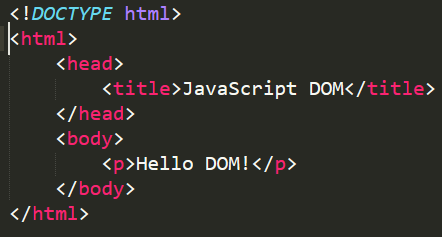 <!DOCTYPE html>
<html>
    <head>
        <title>JavaScript DOM</title>
    </head>
    <body>
        <p>Hello DOM!</p>
    </body>
</html>